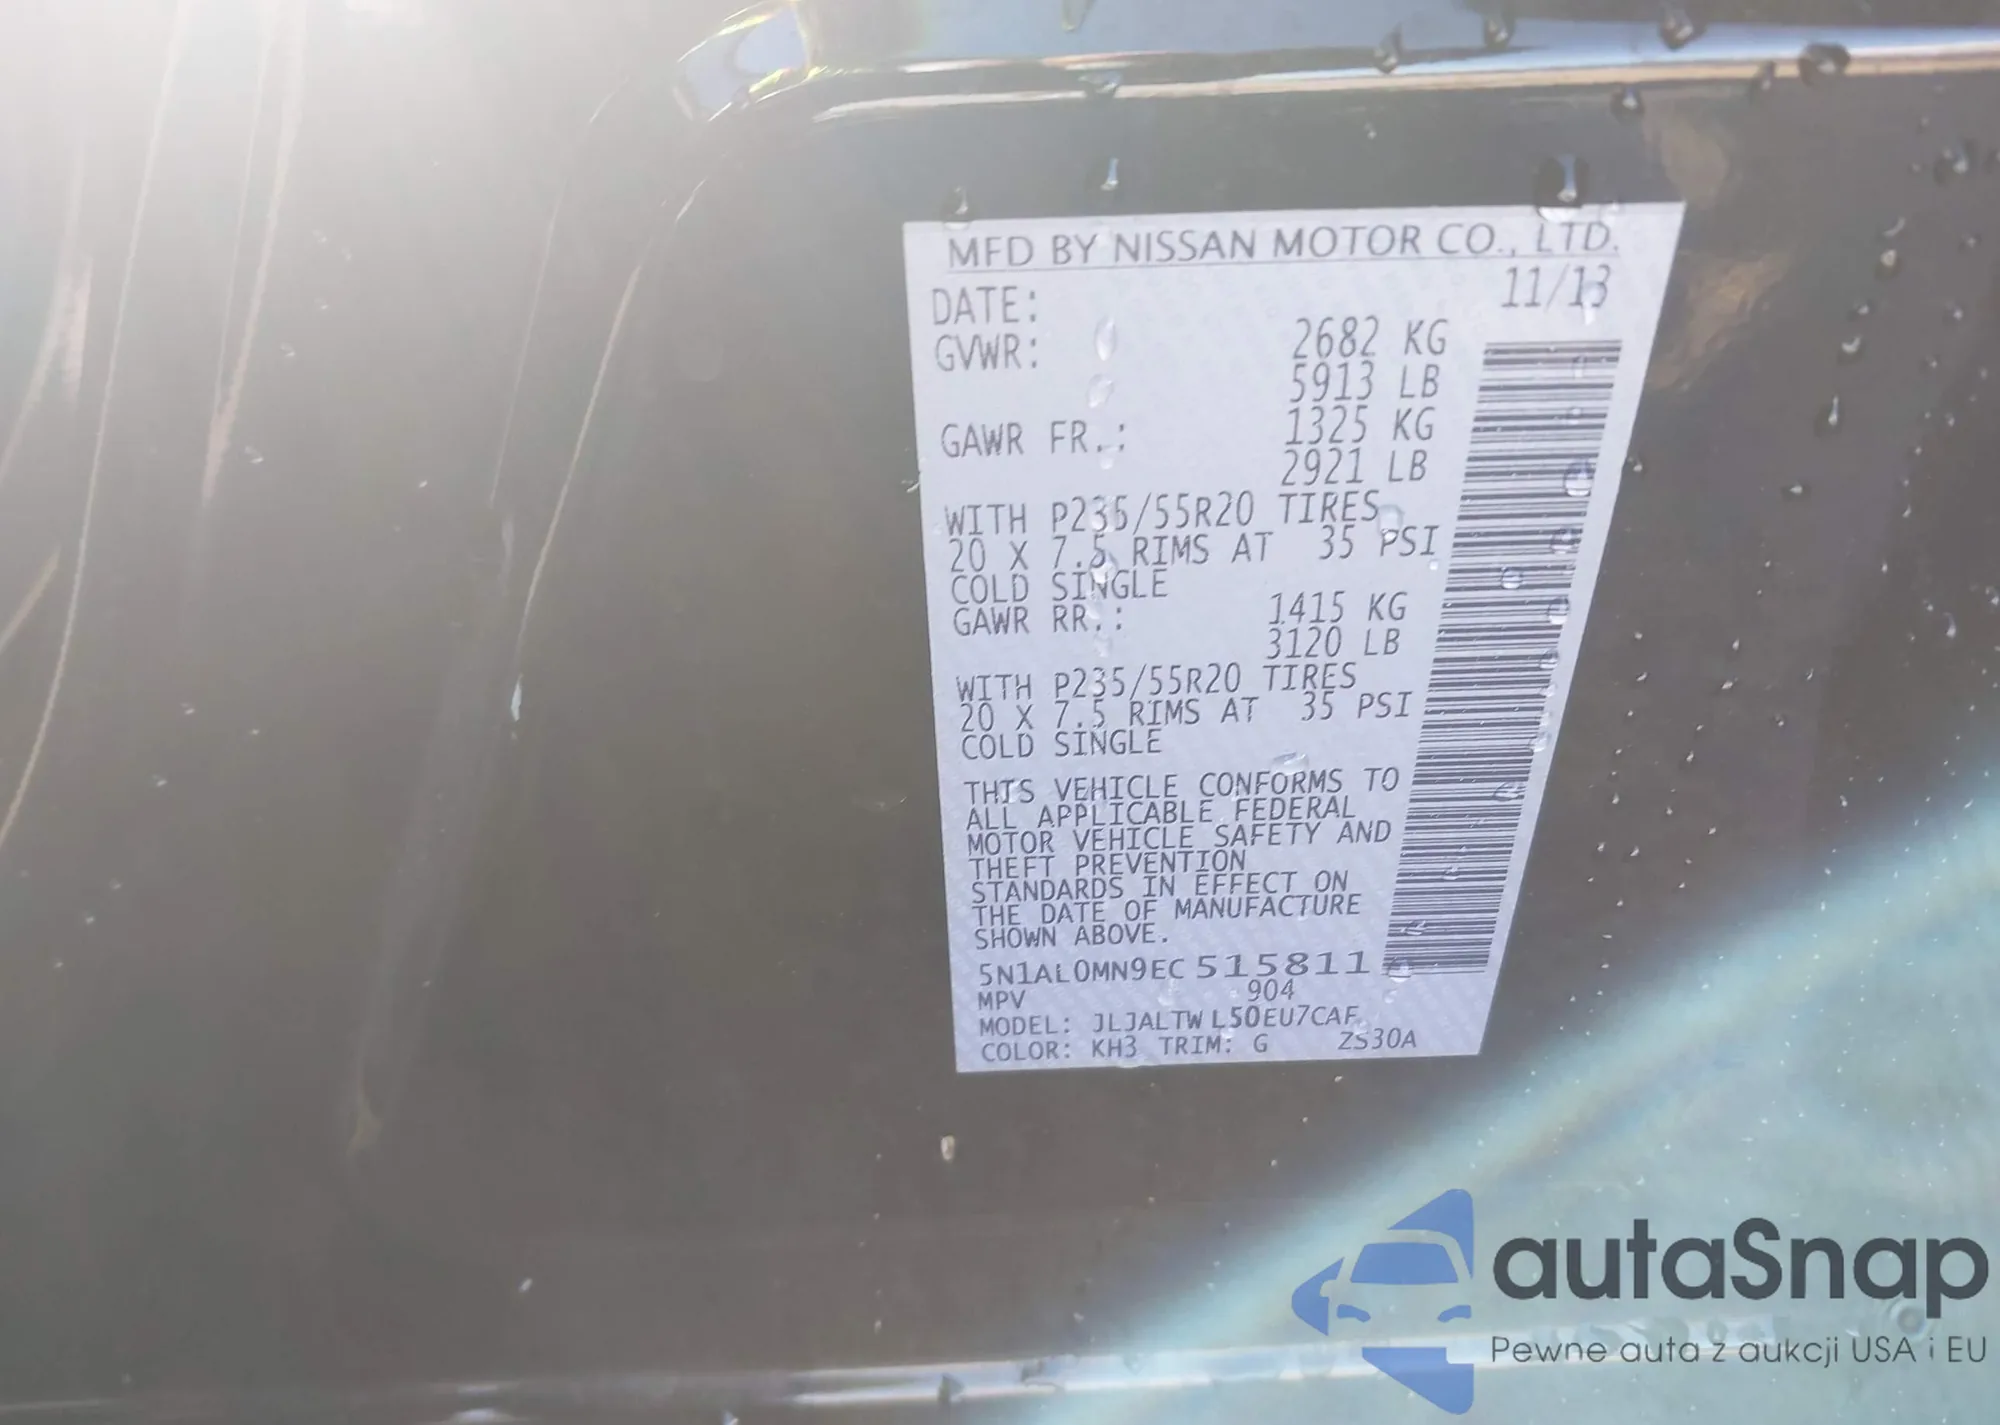 MFD BY NISSAN MOTOR CO., LTD.
DATE: 11/13
GVWR: 2682 KG
5913 LB
GAWR FR.: 1325 KG
2921 LB
WITH P235/55R20 TIRES
20 X 7.5 RIMS AT 35 PSI
COLD SINGLE
GAWR RR.: 1415 KG
3120 LB
WITH P235/55R20 TIRES
20 X 7.5 RIMS AT 35 PSI
COLD SINGLE
THIS VEHICLE CONFORMS TO
ALL APPLICABLE FEDERAL
MOTOR VEHICLE SAFETY AND
THEFT PREVENTION
STANDARDS IN EFFECT ON
THE DATE OF MANUFACTURE
SHOWN ABOVE.
5N1AL0MN9EC515811
MPV 904
MODEL: JLJALTWL50EU7CAF
COLOR: KH3 TRIM: G ZS30A
autaSnap
Pewne auta z aukcji USA i EU